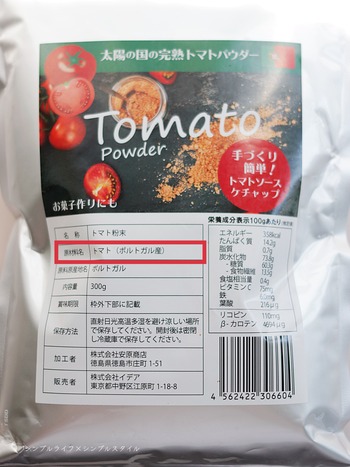 太陽の国の完熟トマトパウダー
Tomato
Powder
手づくり
簡単！
トマトソース
ケチャップ
お菓子作りにも
名称 トマト粉末
原材料名 トマト（ポルトガル産）
原料原産地名 ポルトガル
内容量 300g
賞味期限 枠外下部に記載
保存方法 直射日光高温多湿を避け涼しい場所
で保存してください。開封後は密閉
し冷蔵庫で保存してください。
加工者 株式会社安原商店
徳島県徳島市庄町1-51
販売者 株式会社イデア
東京都中野区江原町1-18-8
栄養成分表示100gあたり
エネルギー 358kcal
たんぱく質 14.2g
脂質 0.7g
炭水化物 73.8g
- 糖質 60.3g
- 食物繊維 13.5g
食塩相当量 0.4g
ビタミンC 75mg
鉄
葉酸 216μg
リコピン 110mg
β-カロテン 4694μg
4 562422 306604
シンプルライフ×シンプルスタイル